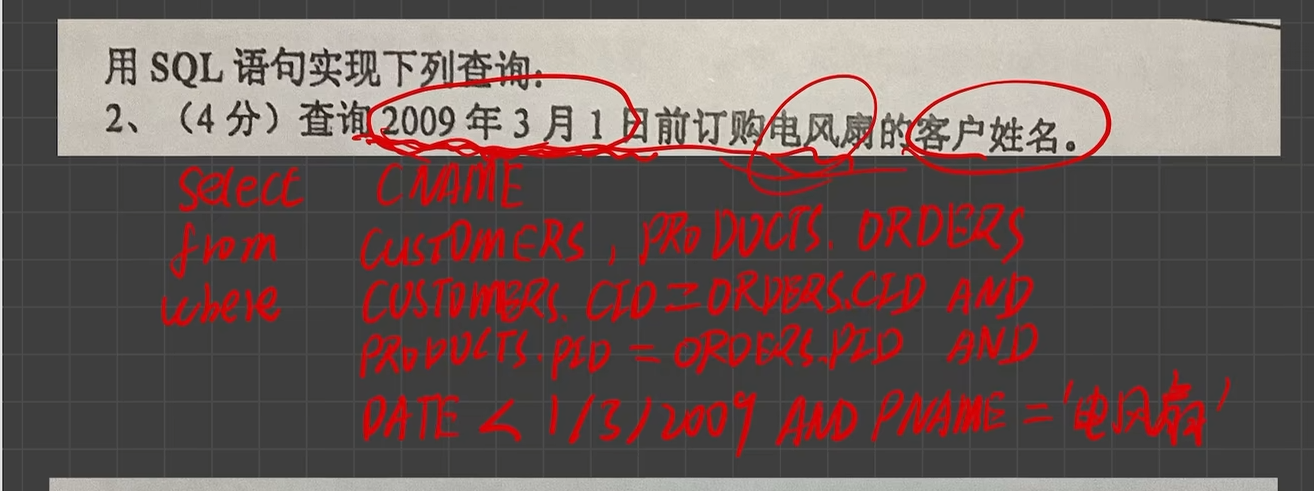 用 SQL 语句实现下列查询:
2、（4 分）查询 2009 年 3 月 1 日前订购电风扇的客户姓名。
select CNAME
from CUSTOMERS, PRODUCTS. ORDERS
where CUSTOMERS. CID = ORDERS.CID AND
PRODUCTS.PID = ORDERS.PID AND
DATE < 1/3/2009 AND PNAME = '电风扇'